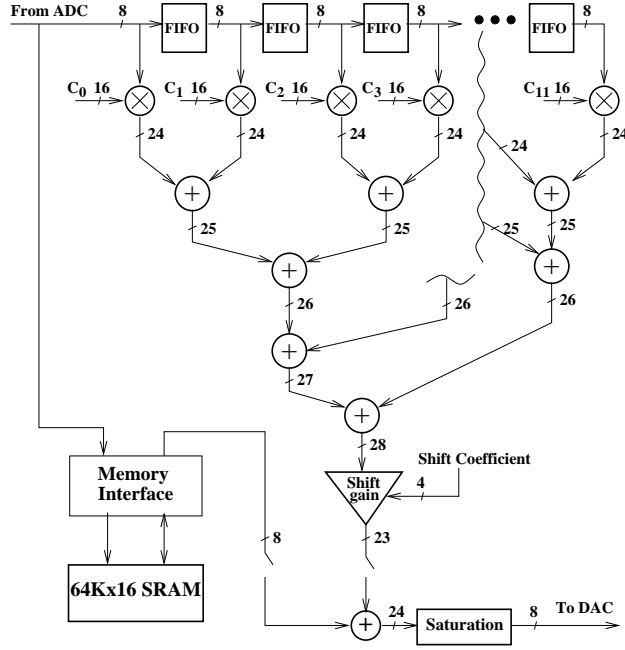 From ADC 8 FIFO 8 FIFO 8 FIFO 8 FIFO 8
C0 16 C1 16 C2 16 C3 16 C11 16
24 24 24 24 24 24
25 25 25 25
26 26 26
27
28
Shift Coefficient
Shift gain 4
Memory Interface
8 23
64Kx16 SRAM
24 Saturation 8 To DAC